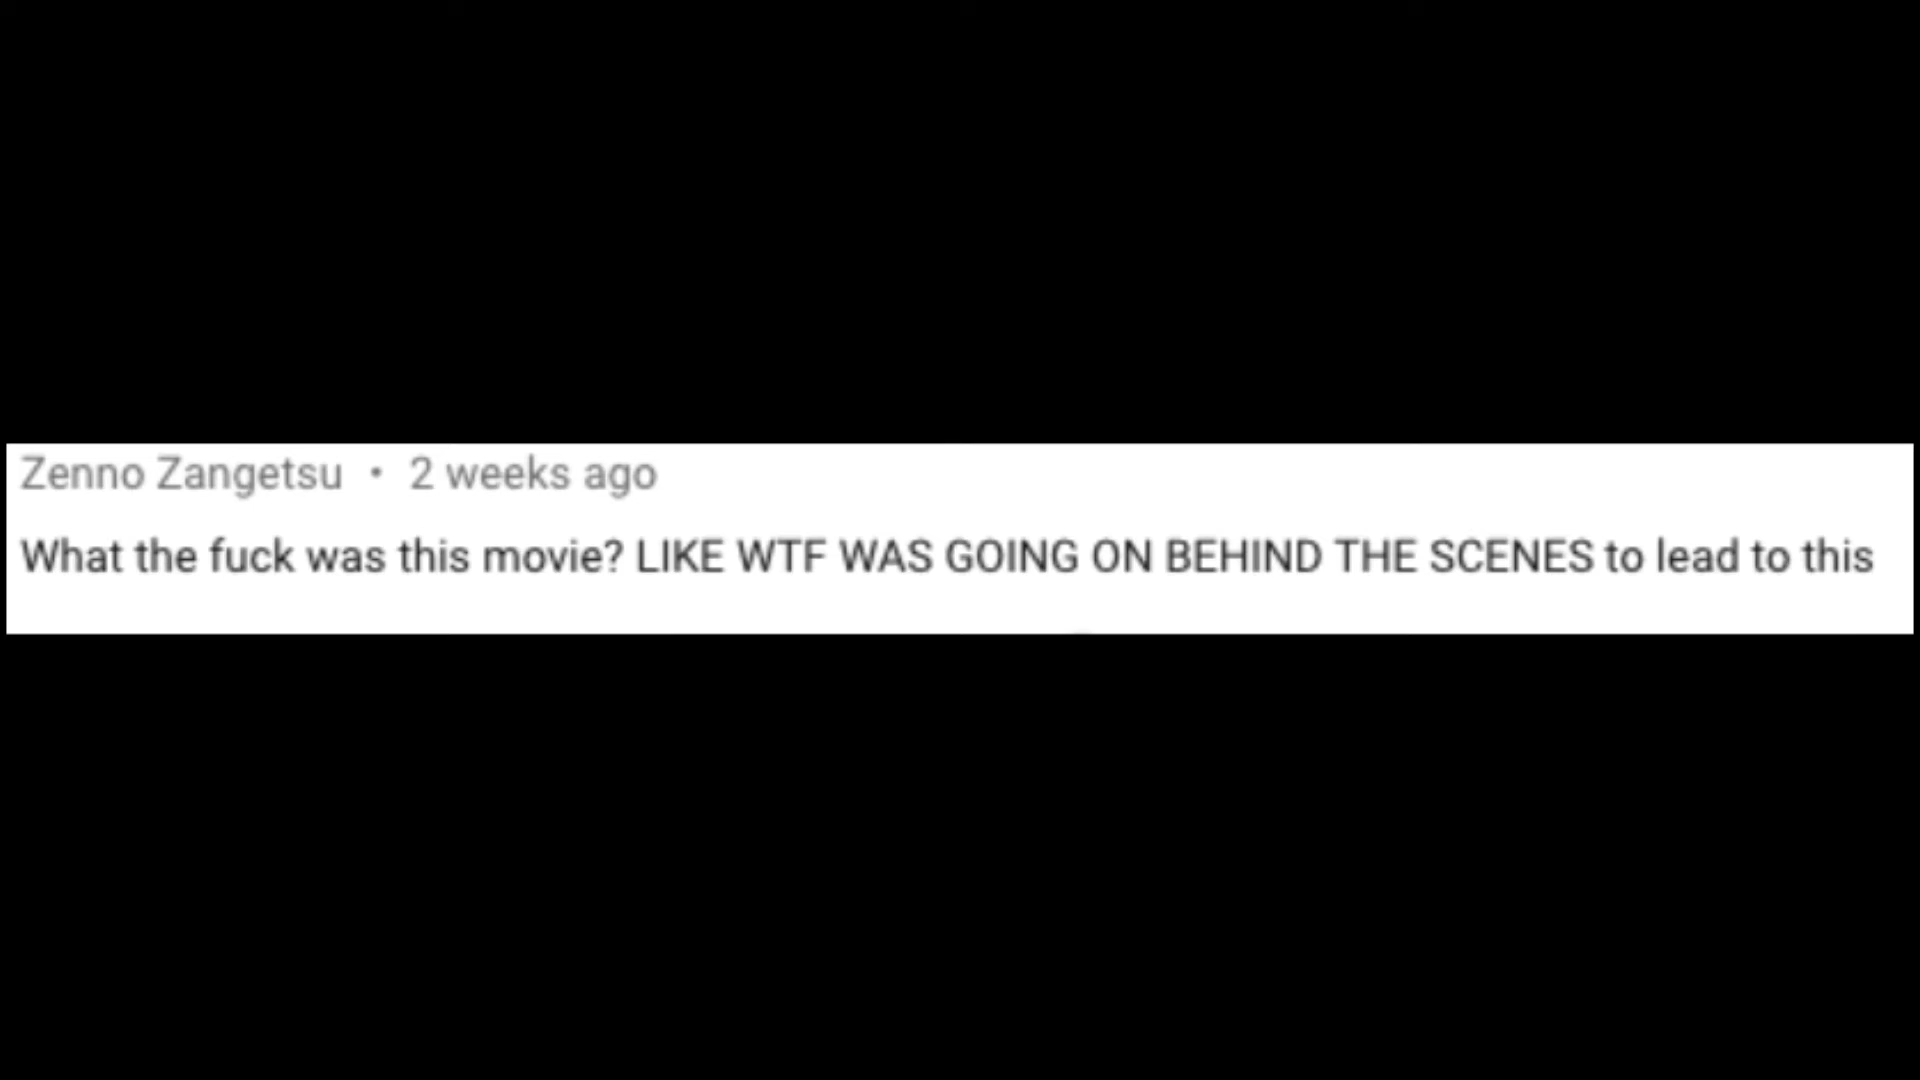 Zenno Zangetsu • 2 weeks ago
What the fuck was this movie? LIKE WTF WAS GOING ON BEHIND THE SCENES to lead to this